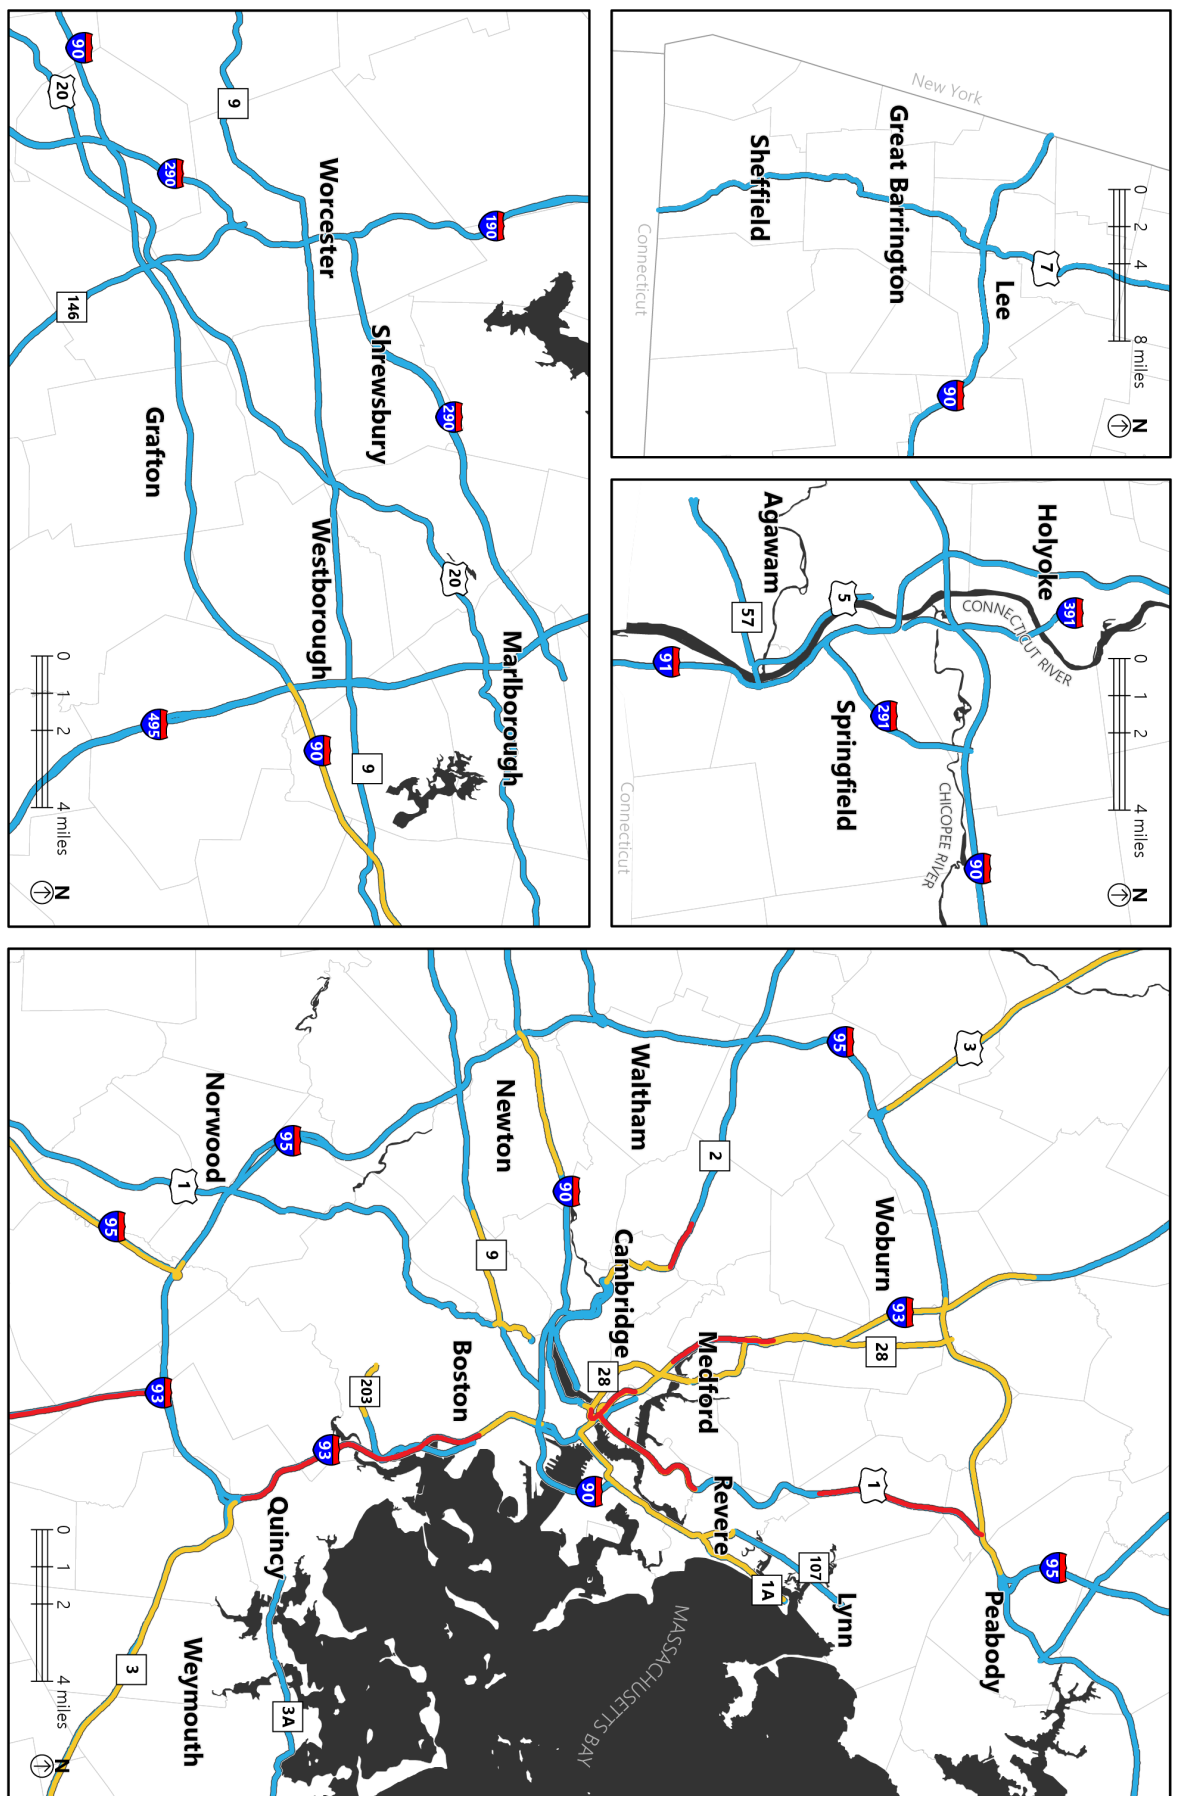 New York
Great Barrington
Sheffield
Lee
Connecticut
7
90
0 2 4 8 miles
N
Holyoke
Agawam
Springfield
CONNECTICUT RIVER
CHICOPEE RIVER
Connecticut
391
5
57
91
291
90
0 1 2 4 miles
N
Worcester
Shrewsbury
Grafton
Westborough
Marlborough
90
20
9
290
190
146
290
20
495
90
9
0 1 2 4 miles
N
Waltham
Newton
Norwood
Woburn
Cambridge
Medford
Boston
Revere
Lynn
Peabody
Quincy
Weymouth
MASSACHUSETTS BAY
3
95
2
95
1
95
90
9
93
28
28
203
93
93
90
1
107
1A
95
3
3A
0 1 2 4 miles
N